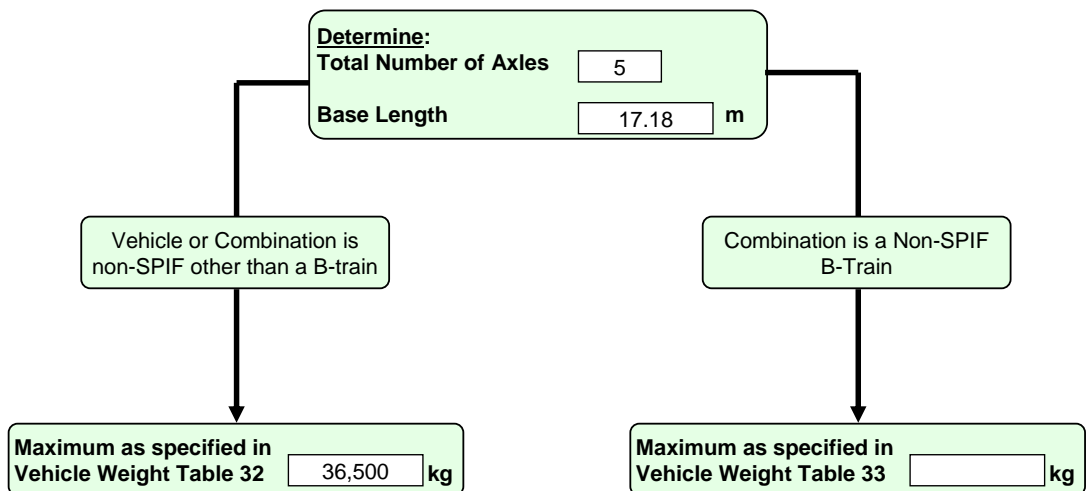 Determine:
Total Number of Axles 5
Base Length 17.18 m
Vehicle or Combination is
non-SPIF other than a B-train
Combination is a Non-SPIF
B-Train
Maximum as specified in
Vehicle Weight Table 32 36,500 kg
Maximum as specified in
Vehicle Weight Table 33 kg